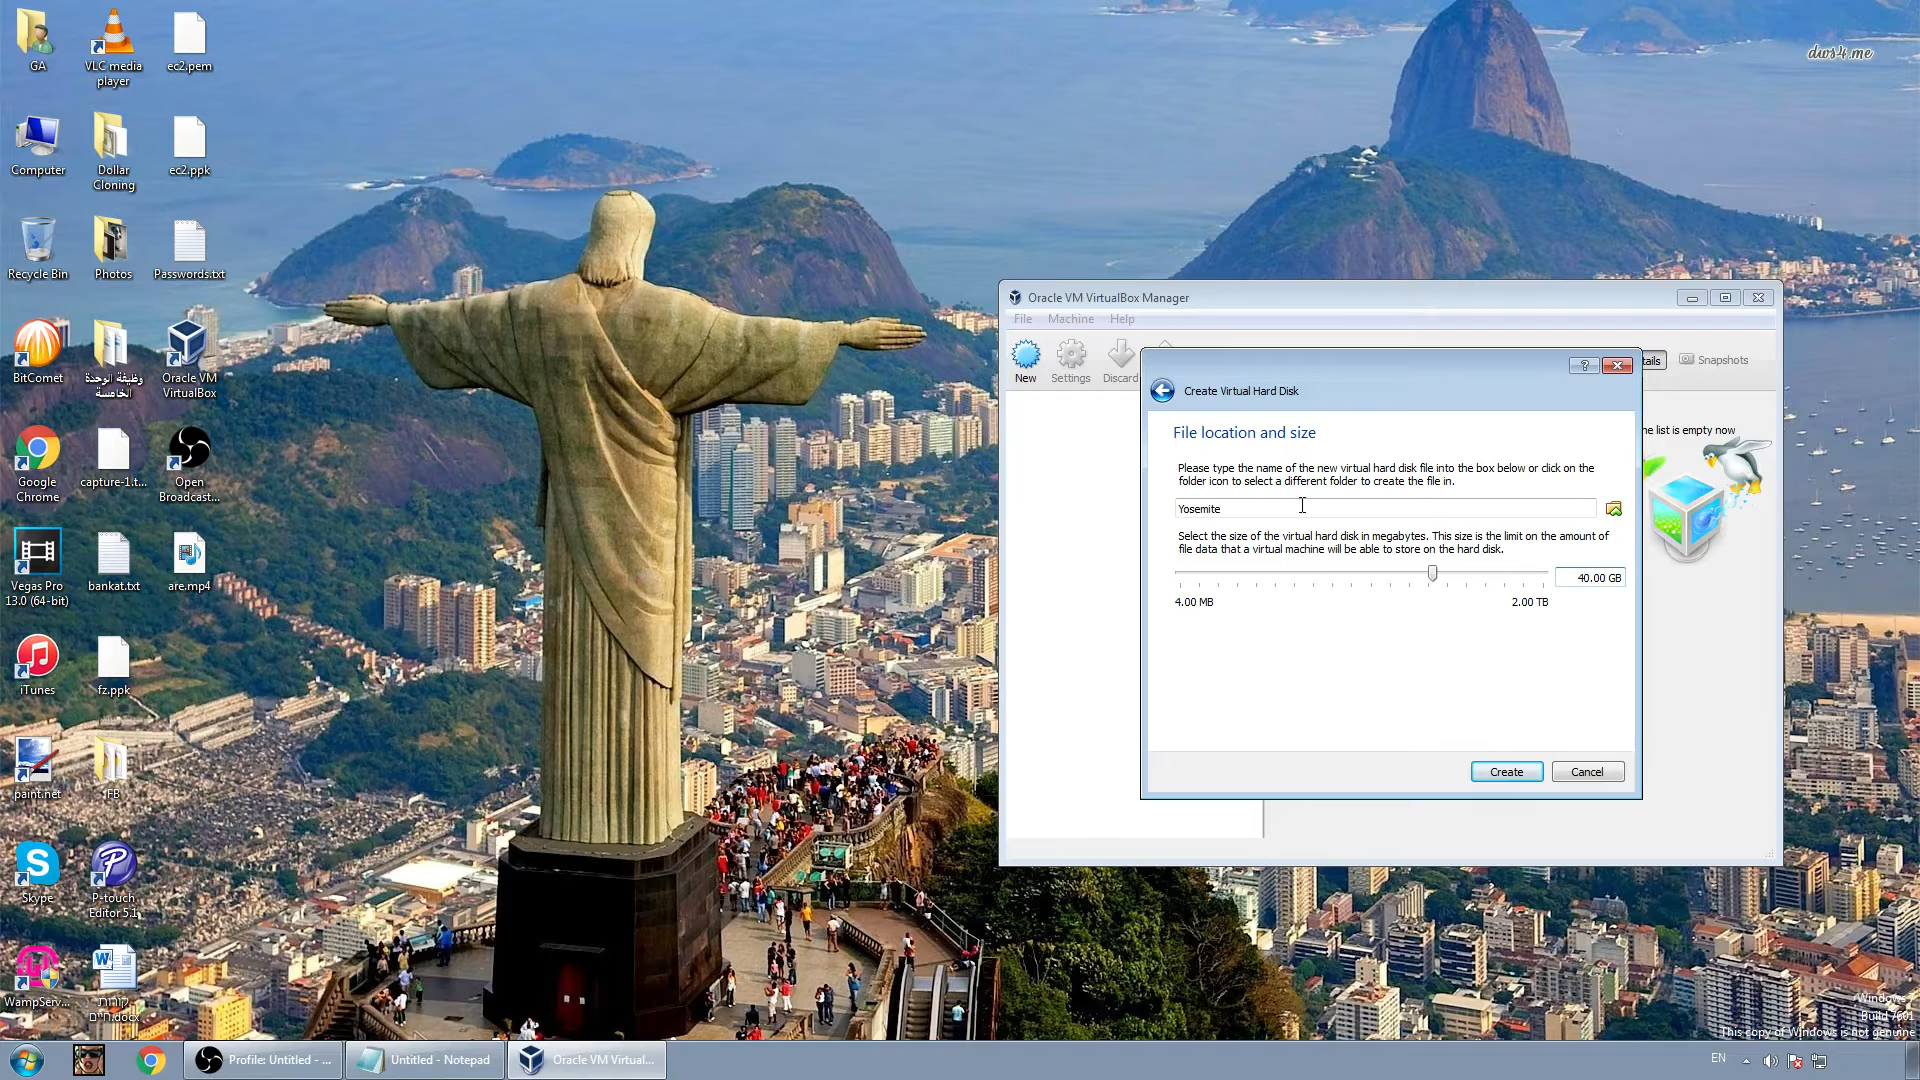 GA
VLC media
player
ec2.pem
dws4.me
Computer
Dollar
Cloning
ec2.ppk
Recycle Bin
Photos
Passwords.txt
BitComet
وظيفة الوحدة
الخامسة
Oracle VM
VirtualBox
Google
Chrome
capture-1.t...
Open
Broadcast...
Vegas Pro
13.0 (64-bit)
bankat.txt
are.mp4
iTunes
fz.ppk
paint.net
FB
Skype
P-touch
Editor 5.1
WampServ...
קורות
חיים.docx
Oracle VM VirtualBox Manager
File Machine Help
New Settings Discard
tails Snapshots
Create Virtual Hard Disk
he list is empty now
File location and size
Please type the name of the new virtual hard disk file into the box below or click on the
folder icon to select a different folder to create the file in.
Yosemite
Select the size of the virtual hard disk in megabytes. This size is the limit on the amount of
file data that a virtual machine will be able to store on the hard disk.
40.00 GB
4.00 MB 2.00 TB
Create Cancel
Windows 7
Build 7601
This copy of Windows is not genuine
Profile: Untitled - ...
Untitled - Notepad
Oracle VM Virtual...
EN